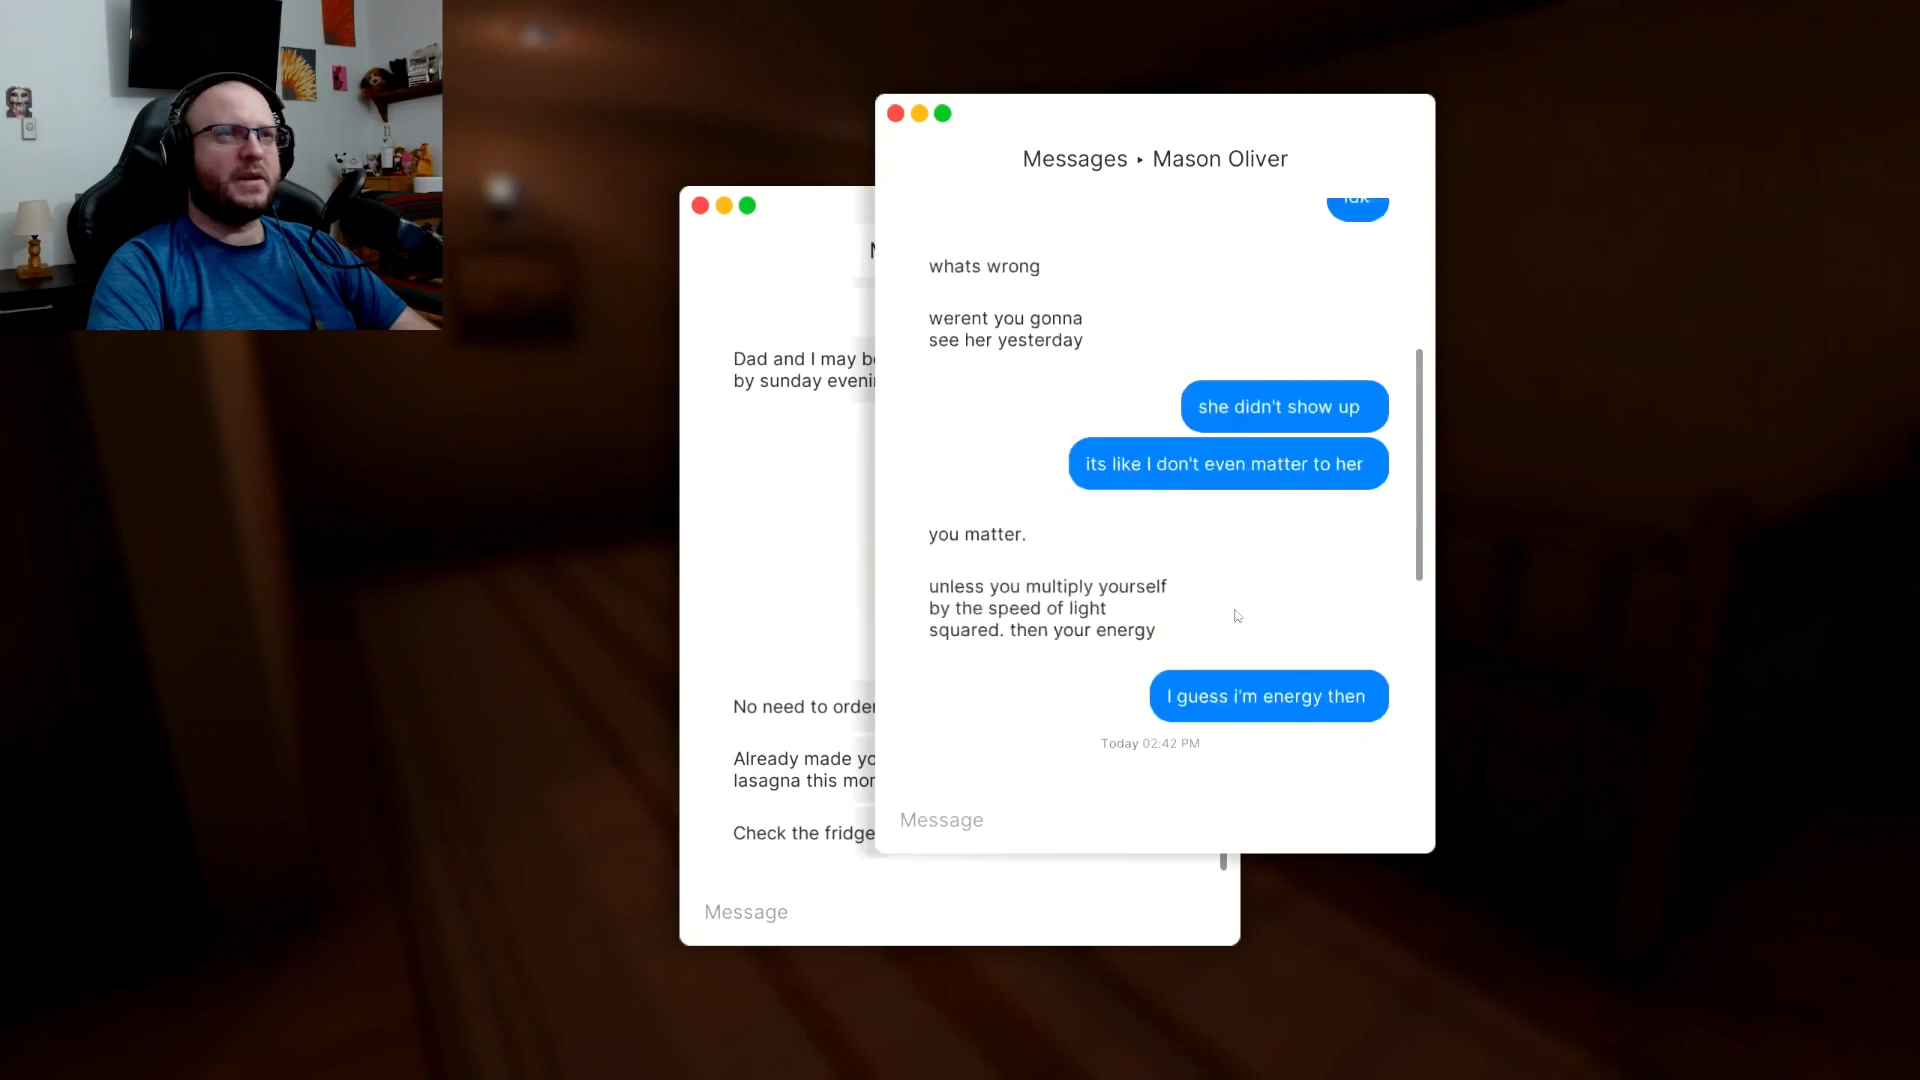 Messages ‣ Mason Oliver
idk
whats wrong
werent you gonna
see her yesterday
she didn't show up
its like I don't even matter to her
you matter.
unless you multiply yourself
by the speed of light
squared. then your energy
I guess i'm energy then
Today 02:42 PM
Message
Dad and I may
by sunday
No need to order
Already made
lasagna this
Check the fridge
Message